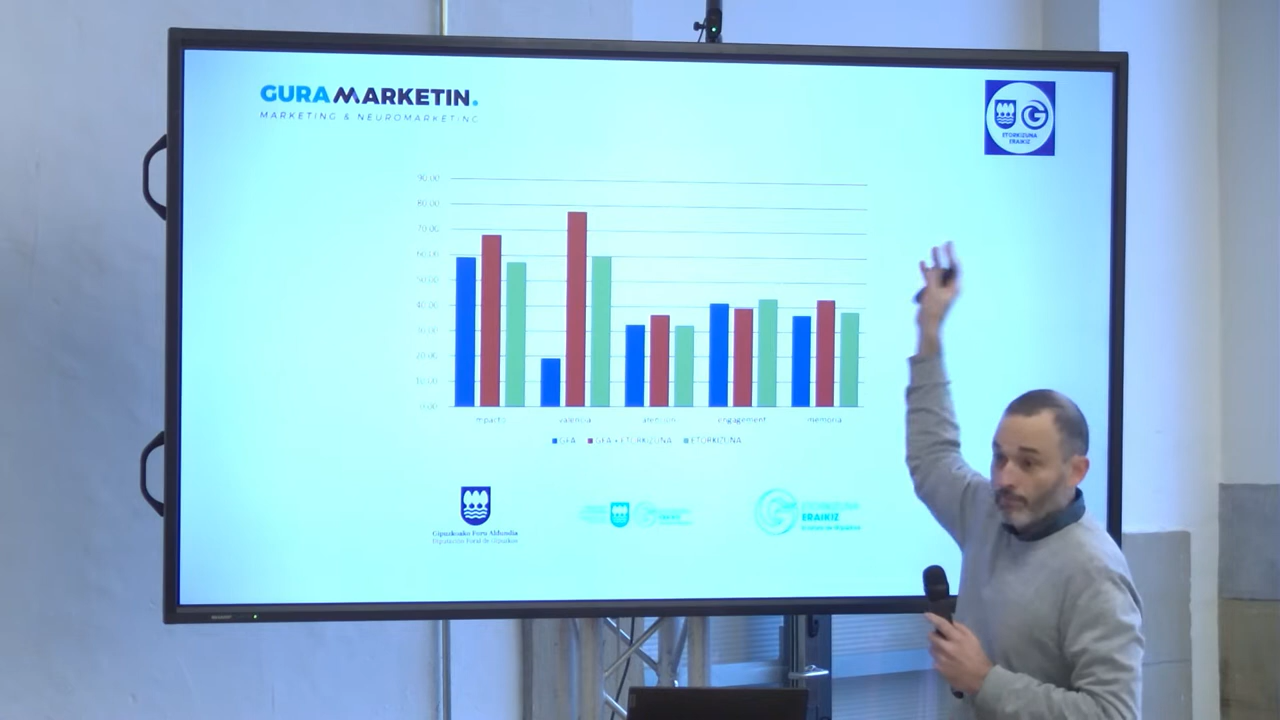 GURAMARKETIN.
MARKETING & NEUROMARKETING
ETORKIZUNA
ERAIKIZ
90.00
80.00
70.00
60.00
50.00
40.00
30.00
20.00
10.00
0.00
impacto valencia atención engagement memoria
GFA GFA + ETORKIZUNA ETORKIZUNA
Gipuzkoako Foru Aldundia
Diputación Foral de Gipuzkoa
ETORKIZUNA
ERAIKIZ